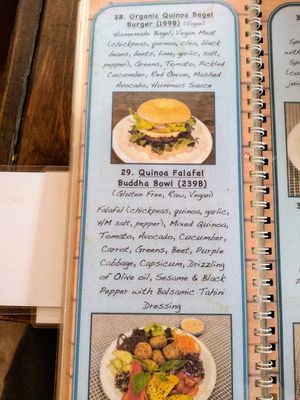 28. Organic Quinoa Bagel
Burger (199B) (Vegan)
Homemade Bagel, Vegan Meat
(chickpeas, quinoa, chia, black
beans, beets, lime, garlic, salt,
pepper), Greens, Tomato, Pickled
Cucumber, Red Onion, Mashed
Avocado, Hummus Sauce
29. Quinoa Falafel
Buddha Bowl (239B)
(Gluten Free, Raw, Vegan)
Falafel (chickpeas, quinoa, garlic,
HM salt, pepper), Mixed Quinoa,
Tomato, Avocado, Cucumber,
Carrot, Greens, Beet, Purple
Cabbage, Capsicum, Drizzling
of Olive oil, Sesame & Black
Pepper with Balsamic Tahini
Dressing